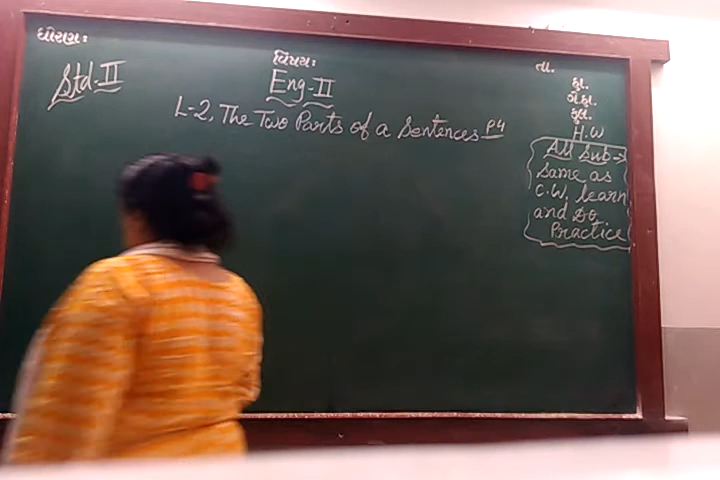 ધોરણ:
વિષય:
તા.
Std-II
Eng-II
હા.
ગે.હા.
કુલ.
L-2, The Two Parts of a Sentences P4
H.W
All Sub→
Same as
C.W, learn
and Do
Practice